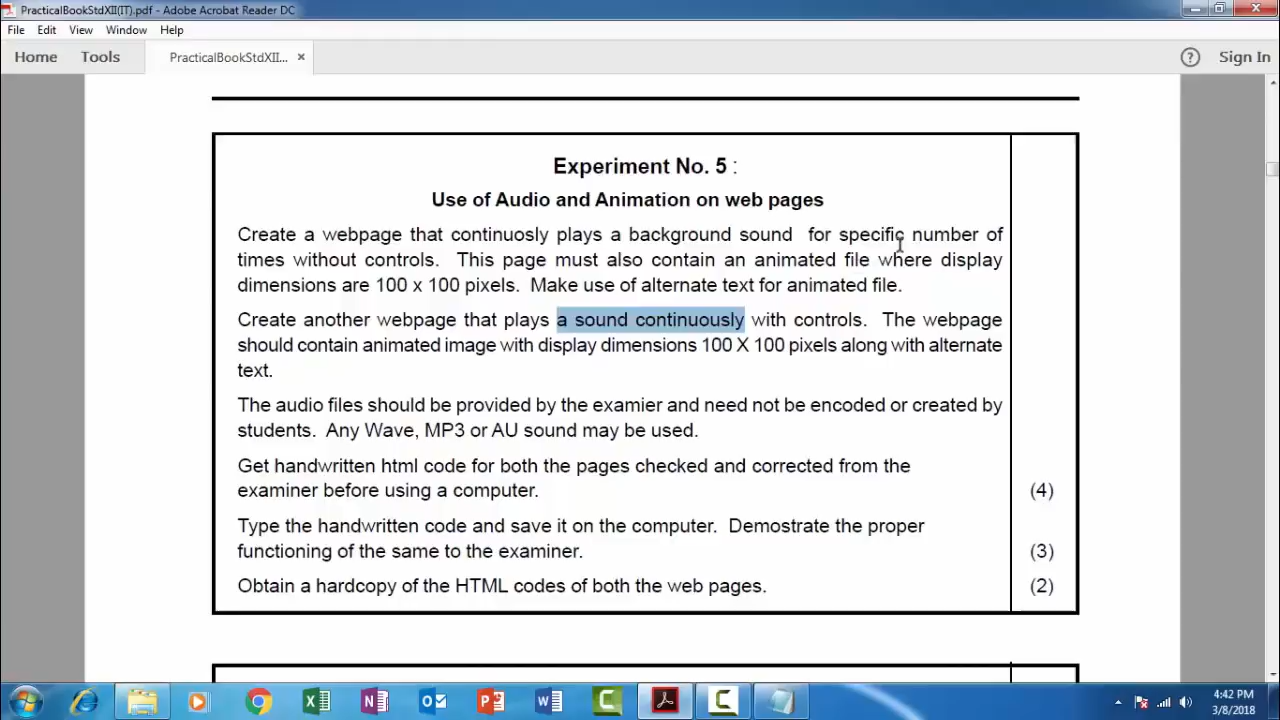 PracticalBookStdXII(IT).pdf - Adobe Acrobat Reader DC
File Edit View Window Help
Home Tools PracticalBookStdXII... × ? Sign In
Experiment No. 5 :
Use of Audio and Animation on web pages
Create a webpage that continuosly plays a background sound for specific number of
times without controls. This page must also contain an animated file where display
dimensions are 100 x 100 pixels. Make use of alternate text for animated file.
Create another webpage that plays a sound continuously with controls. The webpage
should contain animated image with display dimensions 100 X 100 pixels along with alternate
text.
The audio files should be provided by the examier and need not be encoded or created by
students. Any Wave, MP3 or AU sound may be used.
Get handwritten html code for both the pages checked and corrected from the
examiner before using a computer. (4)
Type the handwritten code and save it on the computer. Demostrate the proper
functioning of the same to the examiner. (3)
Obtain a hardcopy of the HTML codes of both the web pages. (2)
4:42 PM
3/8/2018